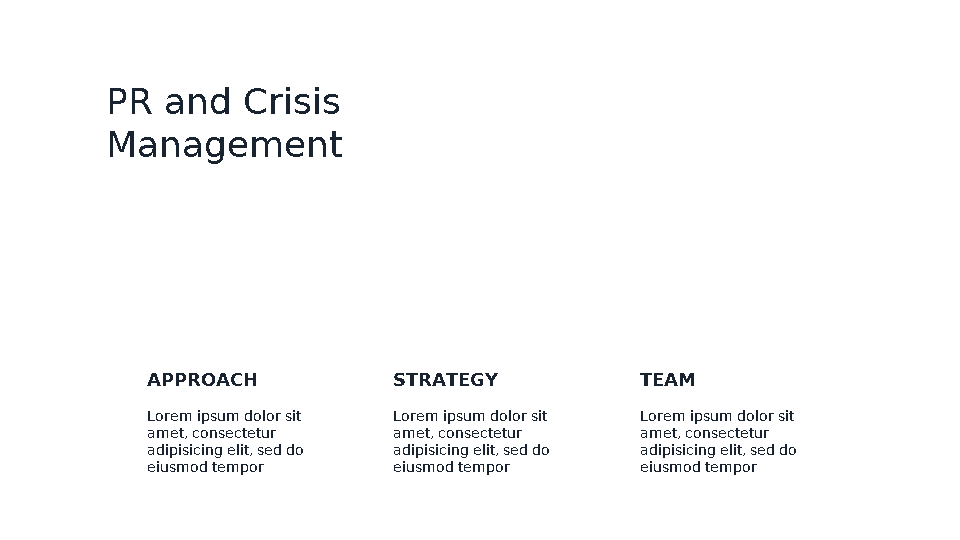 PR and Crisis
Management
APPROACH
Lorem ipsum dolor sit
amet, consectetur
adipisicing elit, sed do
eiusmod tempor
STRATEGY
Lorem ipsum dolor sit
amet, consectetur
adipisicing elit, sed do
eiusmod tempor
TEAM
Lorem ipsum dolor sit
amet, consectetur
adipisicing elit, sed do
eiusmod tempor